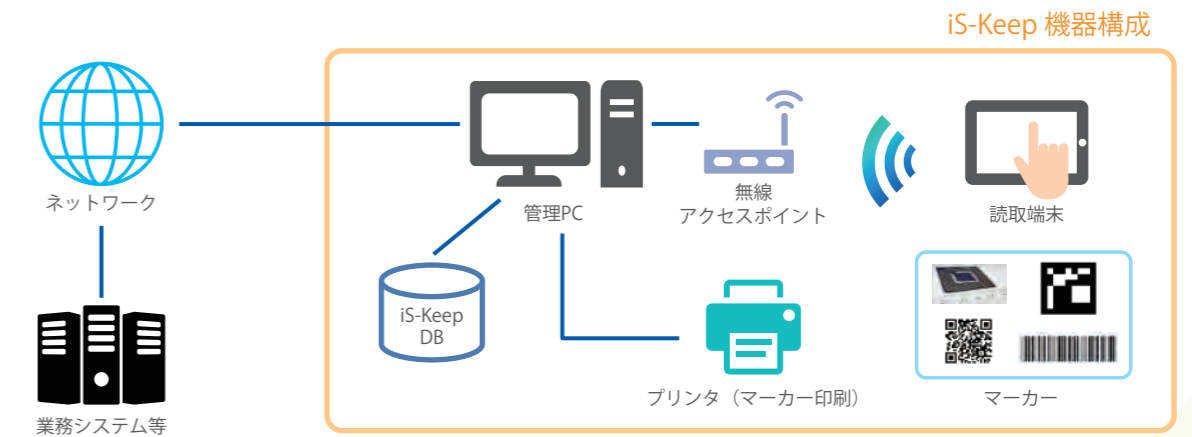 iS-Keep 機器構成
ネットワーク
管理PC
無線
アクセスポイント
読取端末
iS-Keep
DB
業務システム等
プリンタ（マーカー印刷）
マーカー